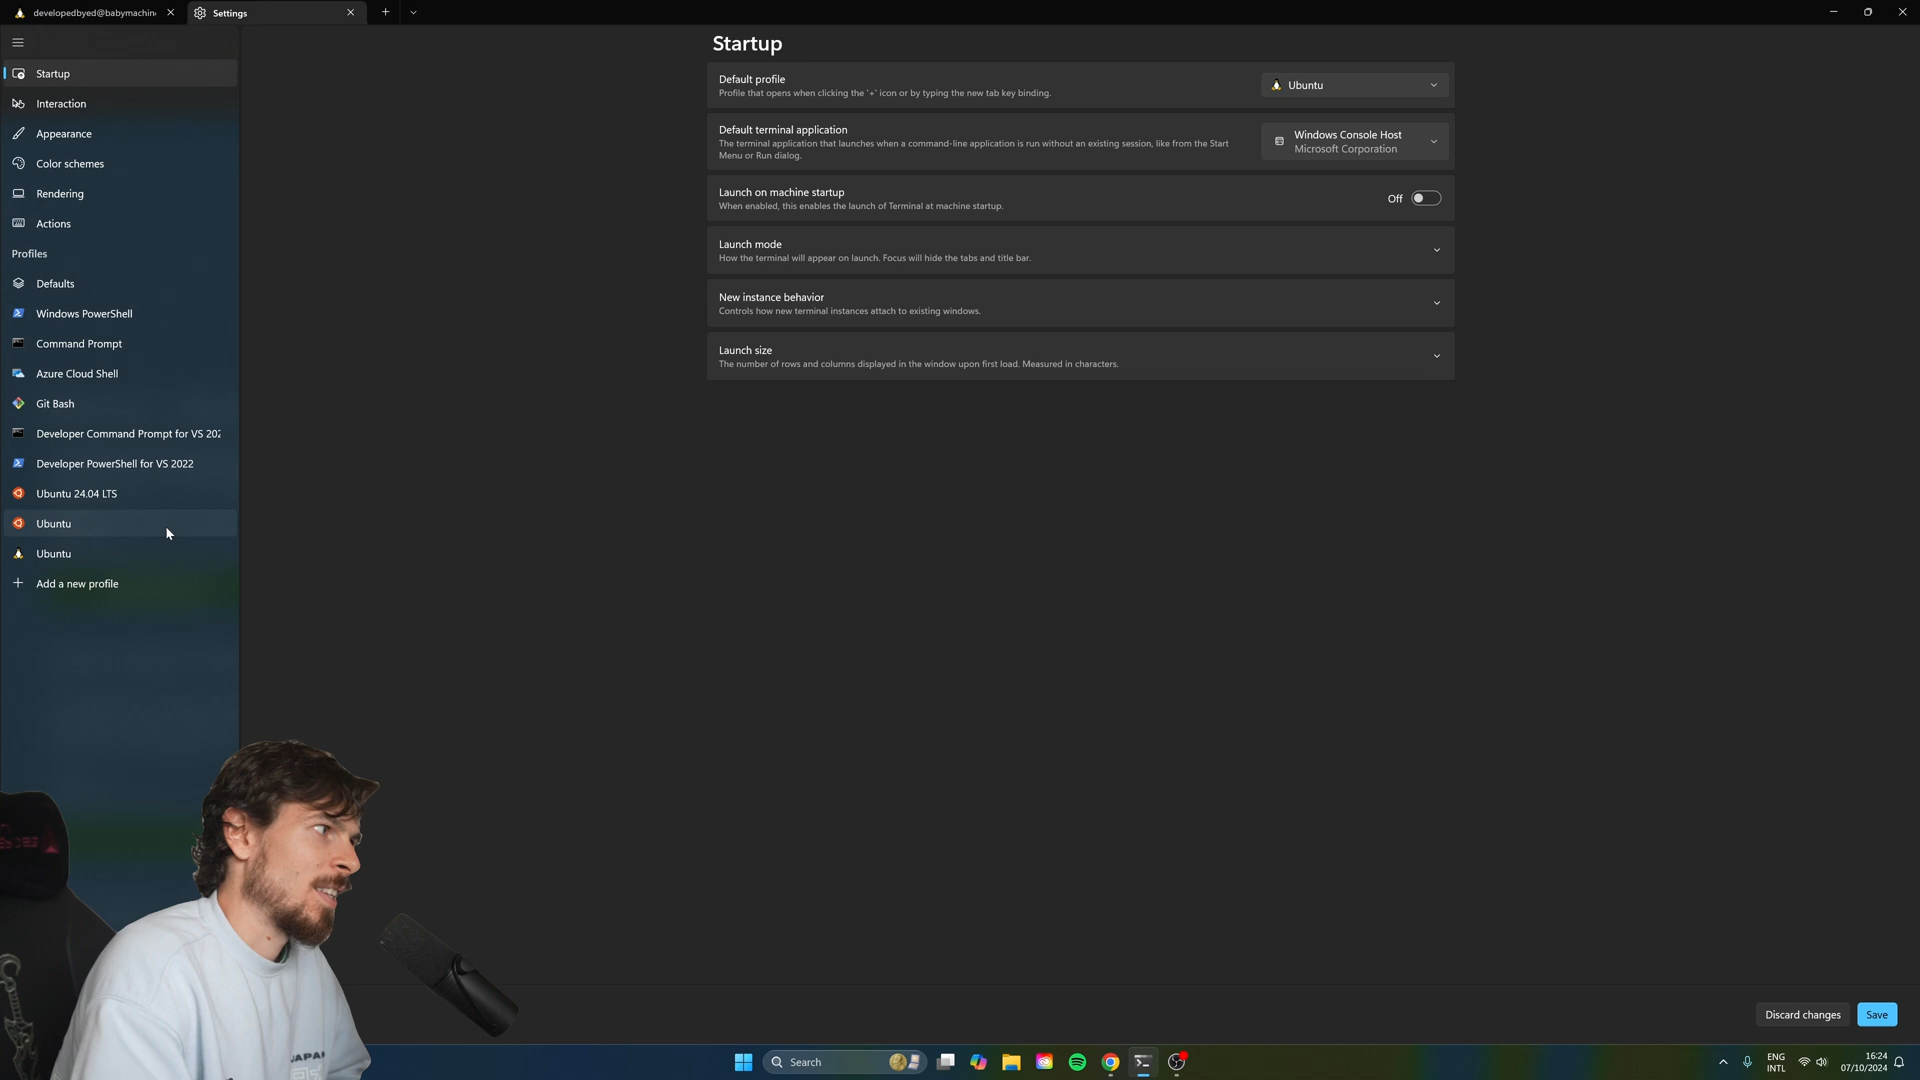 developedbyed@babymachin
Settings
Startup
Interaction
Appearance
Color schemes
Rendering
Actions
Profiles
Defaults
Windows PowerShell
Command Prompt
Azure Cloud Shell
Git Bash
Developer Command Prompt for VS 202
Developer PowerShell for VS 2022
Ubuntu 24.04 LTS
Ubuntu
Ubuntu
Add a new profile
Startup
Default profile
Profile that opens when clicking the '+' icon or by typing the new tab key binding.
Ubuntu
Default terminal application
The terminal application that launches when a command-line application is run without an existing session, like from the Start
Menu or Run dialog.
Windows Console Host
Microsoft Corporation
Launch on machine startup
When enabled, this enables the launch of Terminal at machine startup.
Off
Launch mode
How the terminal will appear on launch. Focus will hide the tabs and title bar.
New instance behavior
Controls how new terminal instances attach to existing windows.
Launch size
The number of rows and columns displayed in the window upon first load. Measured in characters.
Discard changes
Save
JAPAN
Search
ENG
INTL
16:24
07/10/2024